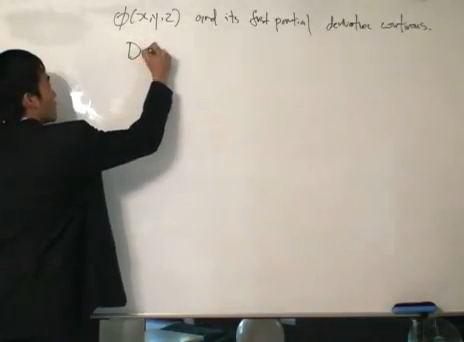 φ(x,y,z) and its first partial derivative continuous.
D